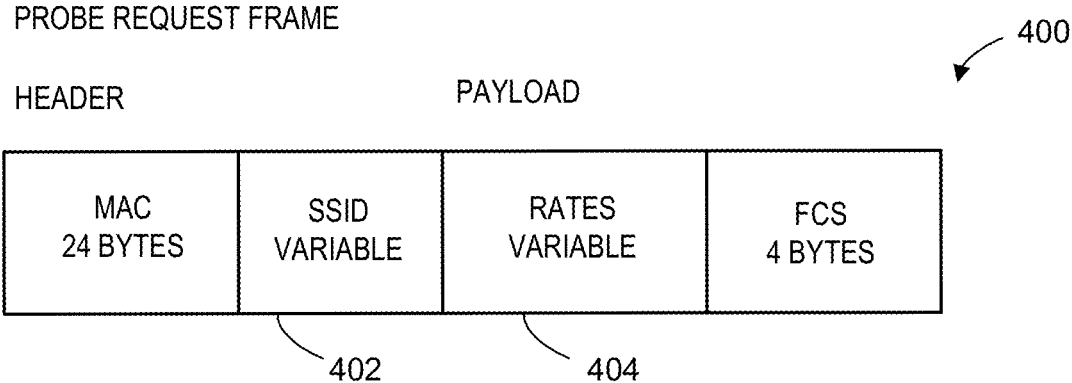 PROBE REQUEST FRAME
400
HEADER
PAYLOAD
MAC
24 BYTES
SSID
VARIABLE
RATES
VARIABLE
FCS
4 BYTES
402
404